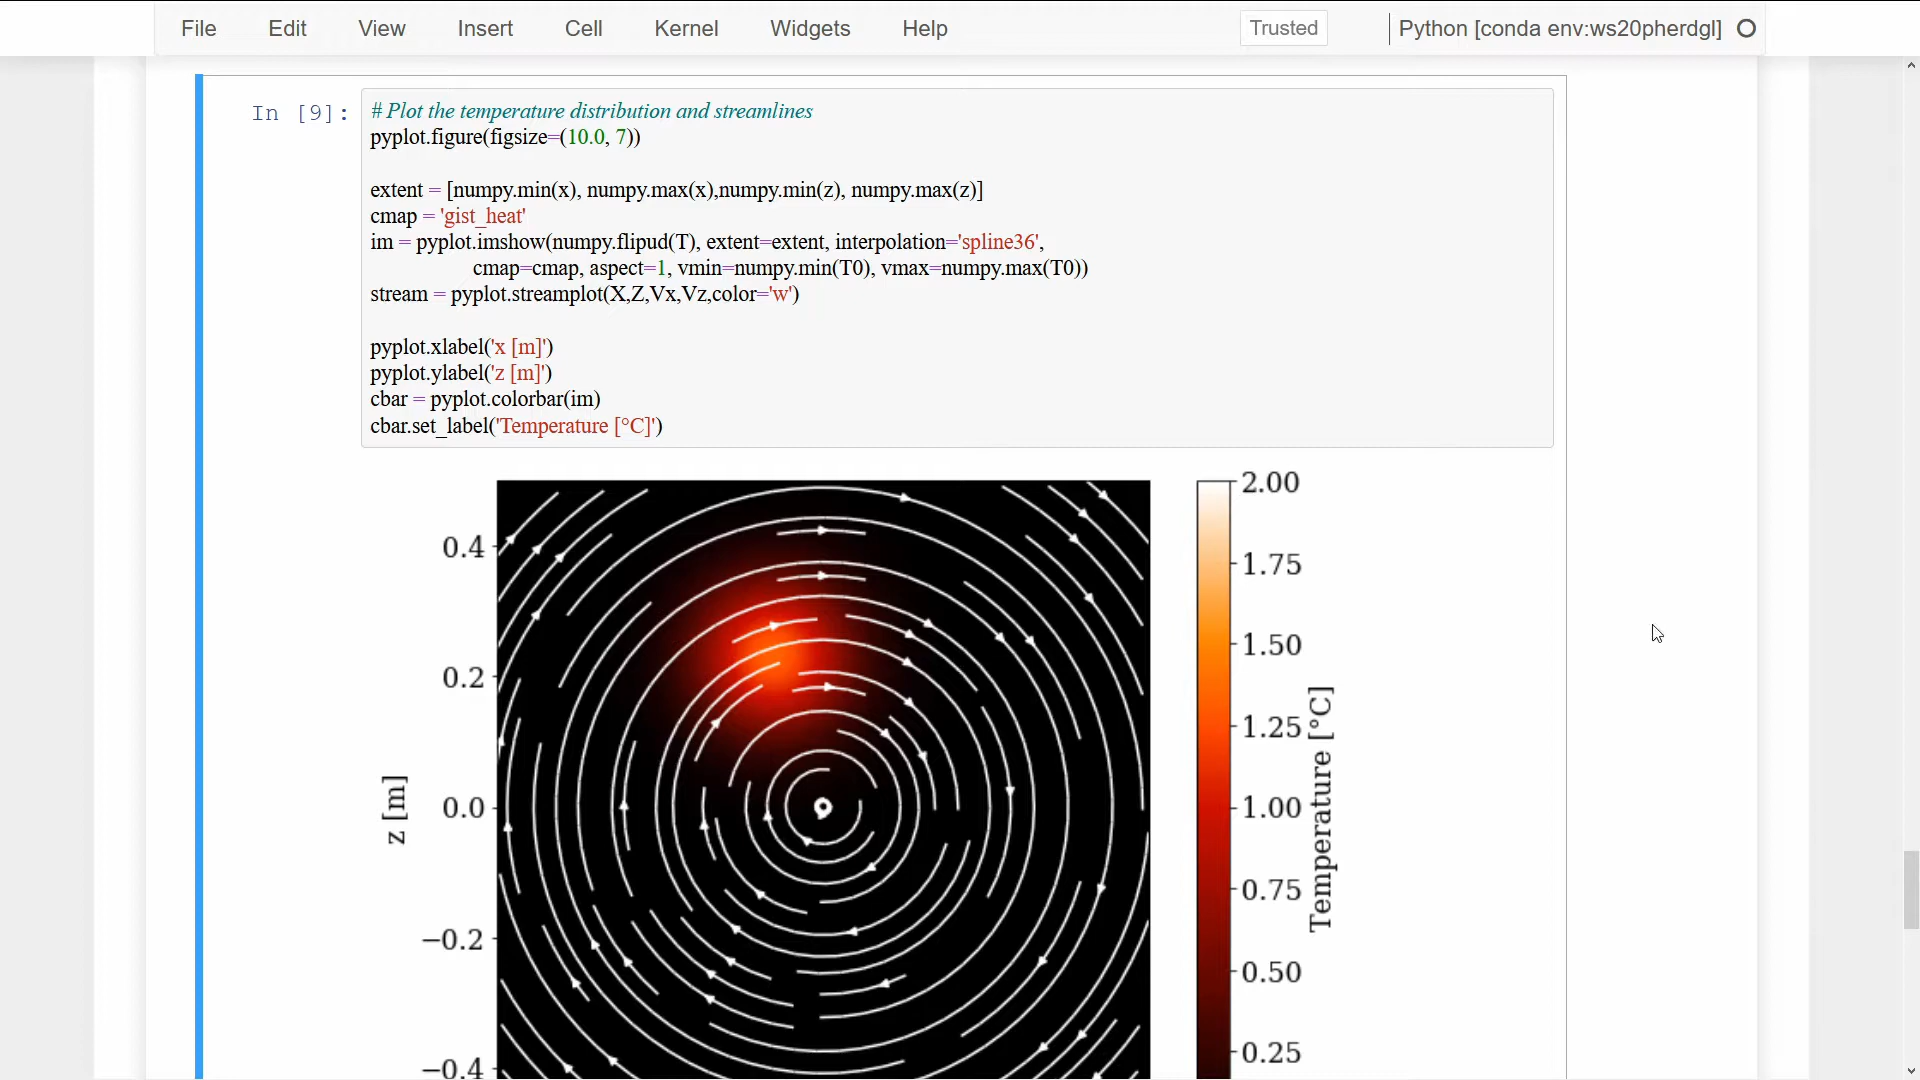 File Edit View Insert Cell Kernel Widgets Help Trusted Python [conda env:ws20pherdgl]
In [9]:
# Plot the temperature distribution and streamlines
pyplot.figure(figsize=(10.0, 7))
extent = [numpy.min(x), numpy.max(x),numpy.min(z), numpy.max(z)]
cmap = 'gist_heat'
im = pyplot.imshow(numpy.flipud(T), extent=extent, interpolation='spline36',
cmap=cmap, aspect=1, vmin=numpy.min(T0), vmax=numpy.max(T0))
stream = pyplot.streamplot(X,Z,Vx,Vz,color='w')
pyplot.xlabel('x [m]')
pyplot.ylabel('z [m]')
cbar = pyplot.colorbar(im)
cbar.set_label('Temperature [°C]')
z [m]
0.4
0.2
0.0
−0.2
−0.4
2.00
1.75
1.50
1.25
1.00
0.75
0.50
0.25
Temperature [°C]